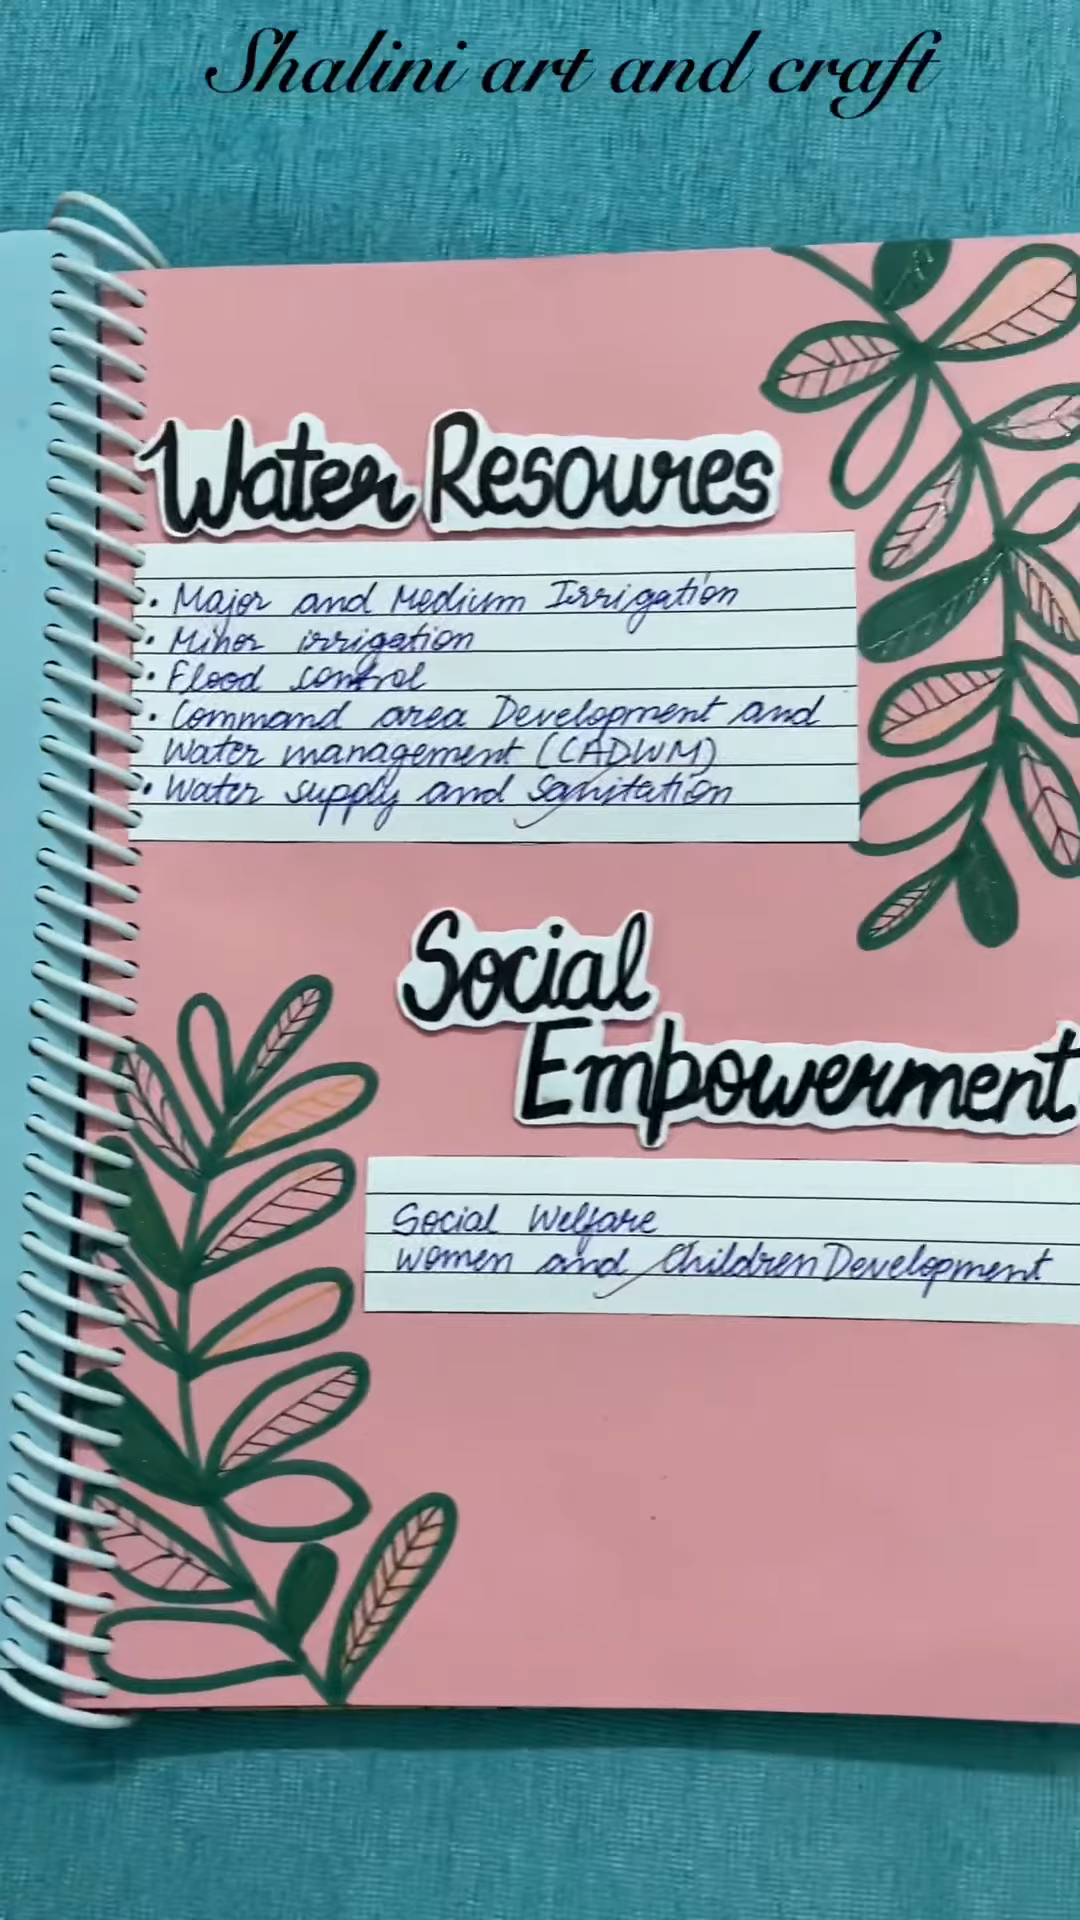 Shalini art and craft
Water Resoures
• Major and Medium Irrigation
• Minor irrigation
• Flood control
• Command area Development and
Water management (CADWM)
• Water supply and Sanitation
Social
Empowerment
Social Welfare
women and Children Development